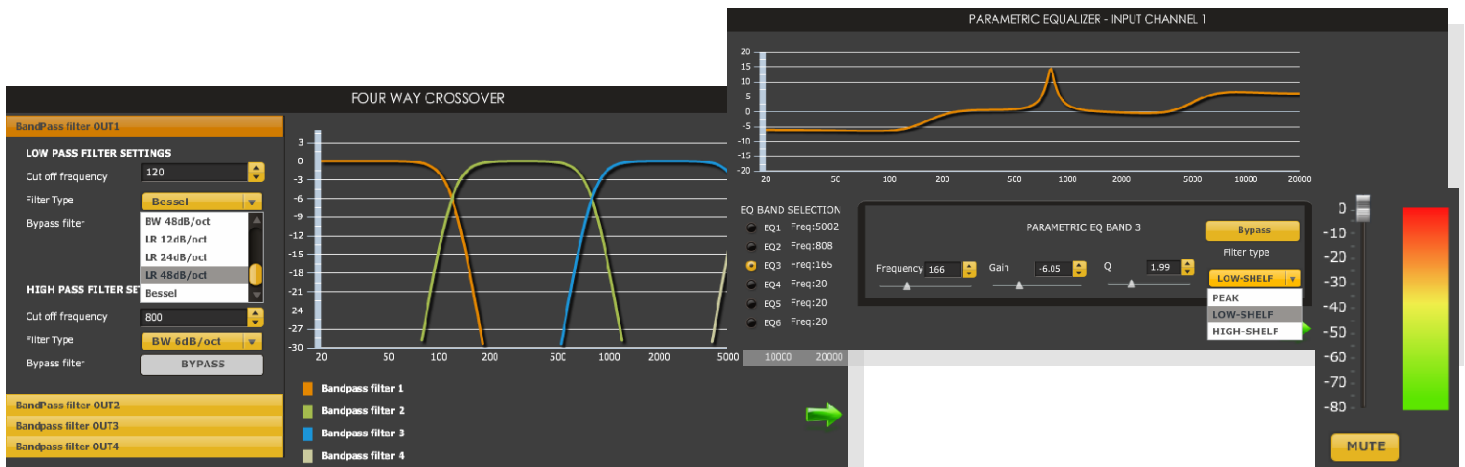 FOUR WAY CROSSOVER
BandPass filter OUT1
LOW PASS FILTER SETTINGS
Cut off frequency 120
Filter Type Bessel
Bypass filter
BW 48dB/oct
LR 12dB/oct
LR 24dB/oct
LR 48dB/oct
Bessel
HIGH PASS FILTER SE
Cut off frequency 800
Filter Type BW 6dB/oct
Bypass filter BYPASS
BandPass filter OUT2
Bandpass filter OUT3
Bandpass filter OUT4
3
0
-3
-6
-9
-12
-15
-18
-21
-24
-27
-30
20 50 100 200 500 1000 2000 5000 10000 20000
Bandpass filter 1
Bandpass filter 2
Bandpass filter 3
Bandpass filter 4
PARAMETRIC EQUALIZER - INPUT CHANNEL 1
20
15
10
5
0
-5
-10
-15
-20
20 50 100 200 500 1000 2000 5000 10000 20000
EQ BAND SELECTION
EQ1 Freq:5002
EQ2 Freq:808
EQ3 Freq:165
EQ4 Freq:20
EQ5 Freq:20
EQ6 Freq:20
PARAMETRIC EQ BAND 3
Frequency 166 Gain -6.05 Q 1.99
Bypass
Filter type
LOW-SHELF
PEAK
LOW-SHELF
HIGH-SHELF
0
-10
-20
-30
-40
-50
-60
-70
-80
MUTE